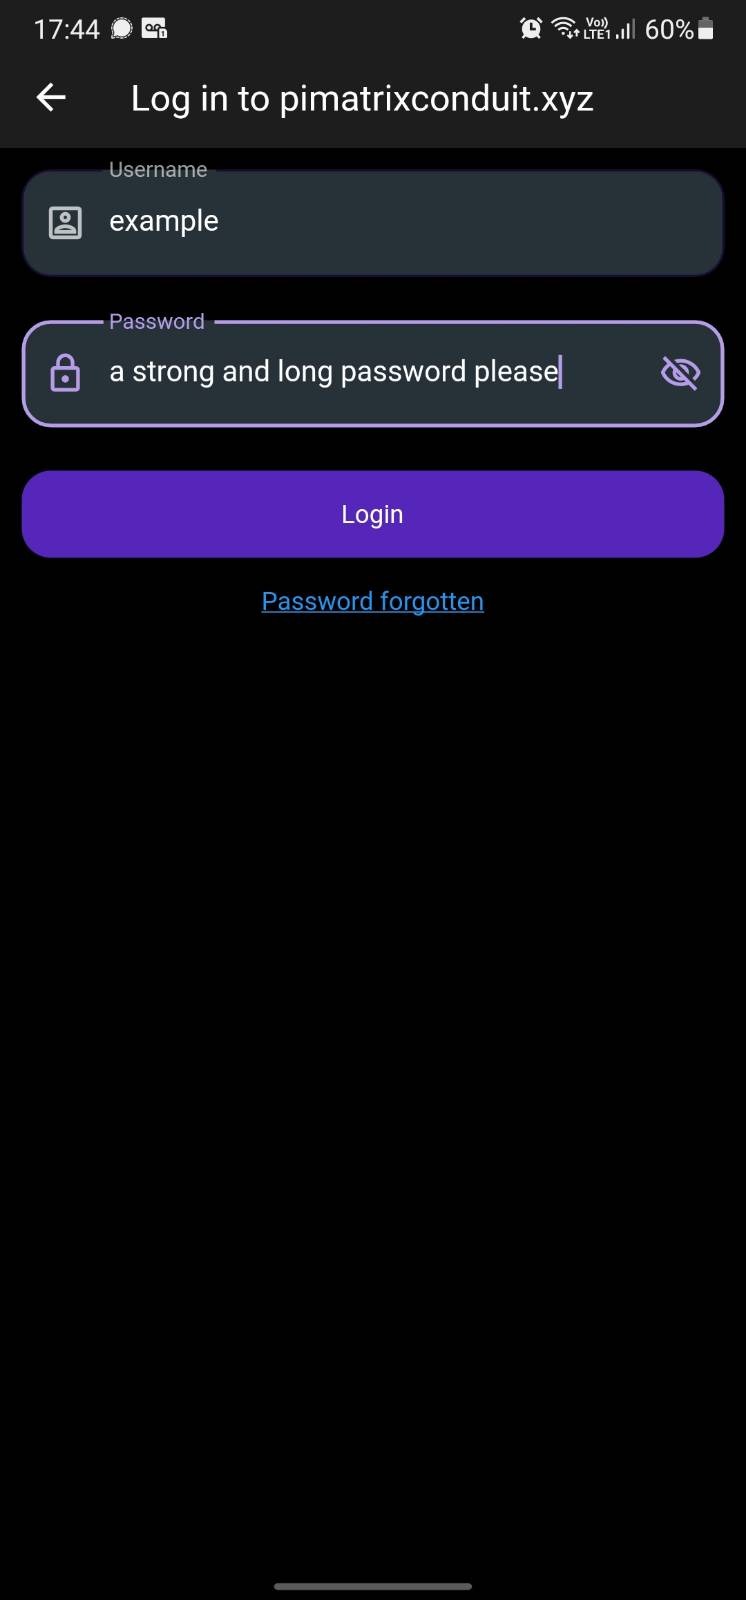 17:44 Vo)) LTE1 60%
Log in to pimatrixconduit.xyz
Username
example
Password
a strong and long password please
Login
Password forgotten